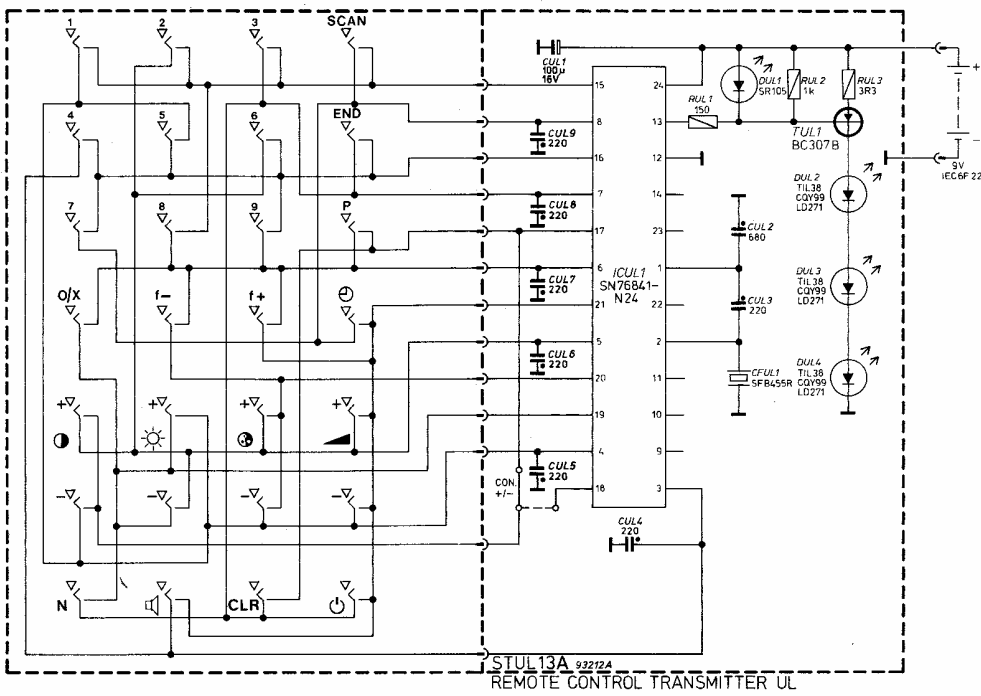 1 2 3 SCAN
4 5 6 END
7 8 9 P
O/X f- f+
+ + + +
- - - -
N CLR
CUL1
100µ
16V
CUL9
220
CUL8
220
CUL7
220
CUL6
220
CUL5
220
CON.
+/-
15
8
16
7
17
6
21
5
20
19
4
18
ICUL1
SN76841-
N24
24
13
12
14
23
1
22
2
11
10
9
3
CUL4
220
RUL1
150
DUL1
SR105
RUL2
1k
RUL3
3R3
TUL1
BC307B
CUL2
680
CUL3
220
CFUL1
SFB455R
DUL2
TIL38
CQY99
LD271
DUL3
TIL38
CQY99
LD271
DUL4
TIL38
CQY99
LD271
+
-
9V
IEC6F22
STUL13A 93212A
REMOTE CONTROL TRANSMITTER UL